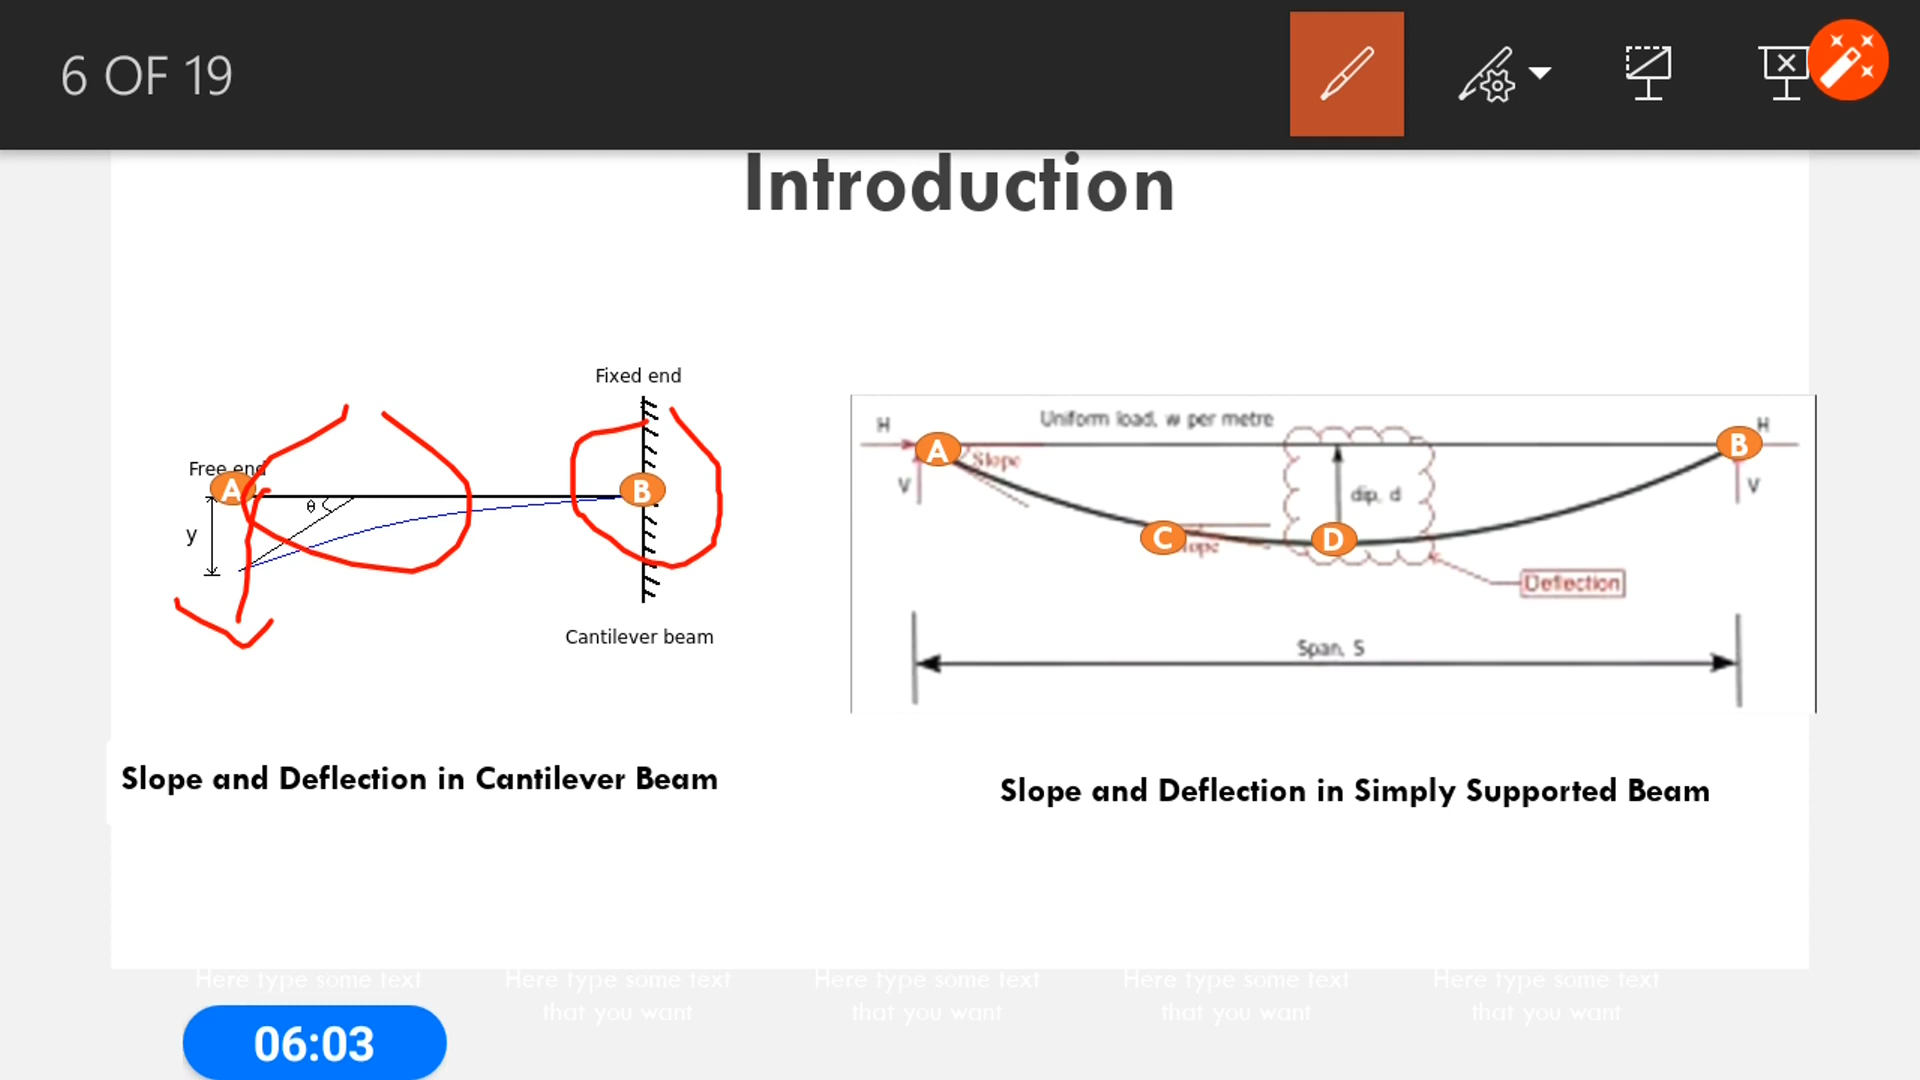 6 OF 19
Introduction
Fixed end
Free end
A
B
θ
y
Cantilever beam
Slope and Deflection in Cantilever Beam
H
Uniform load, w per metre
H
A
B
Slope
V
dip, d
V
C
lope
D
Deflection
Span, S
Slope and Deflection in Simply Supported Beam
Here type some text
Here type some text
that you want
Here type some text
that you want
Here type some text
that you want
Here type some text
that you want
06:03